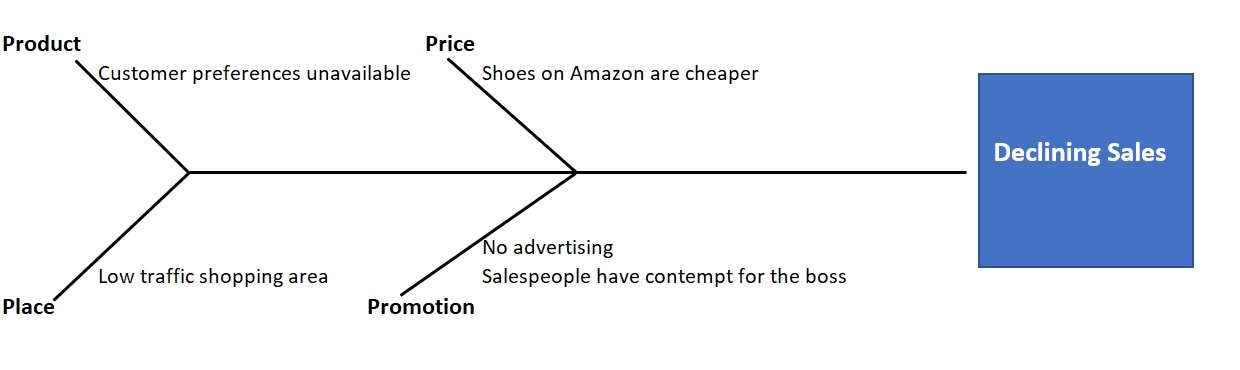 Product
Customer preferences unavailable
Price
Shoes on Amazon are cheaper
Declining Sales
No advertising
Salespeople have contempt for the boss
Low traffic shopping area
Place
Promotion